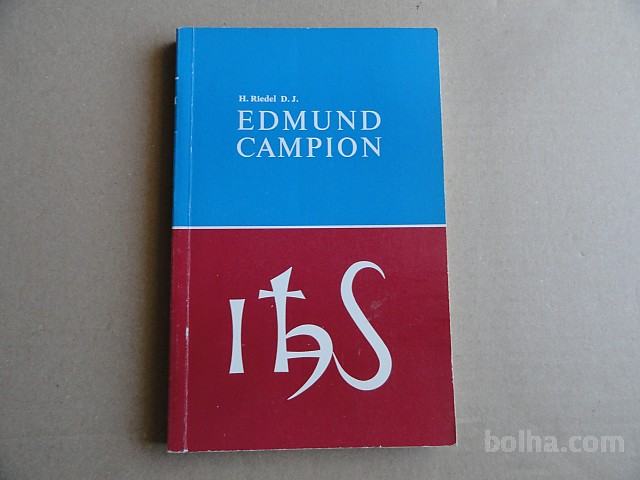 H. Riedel D. J.
EDMUND
CAMPION
IhS
bolha.com